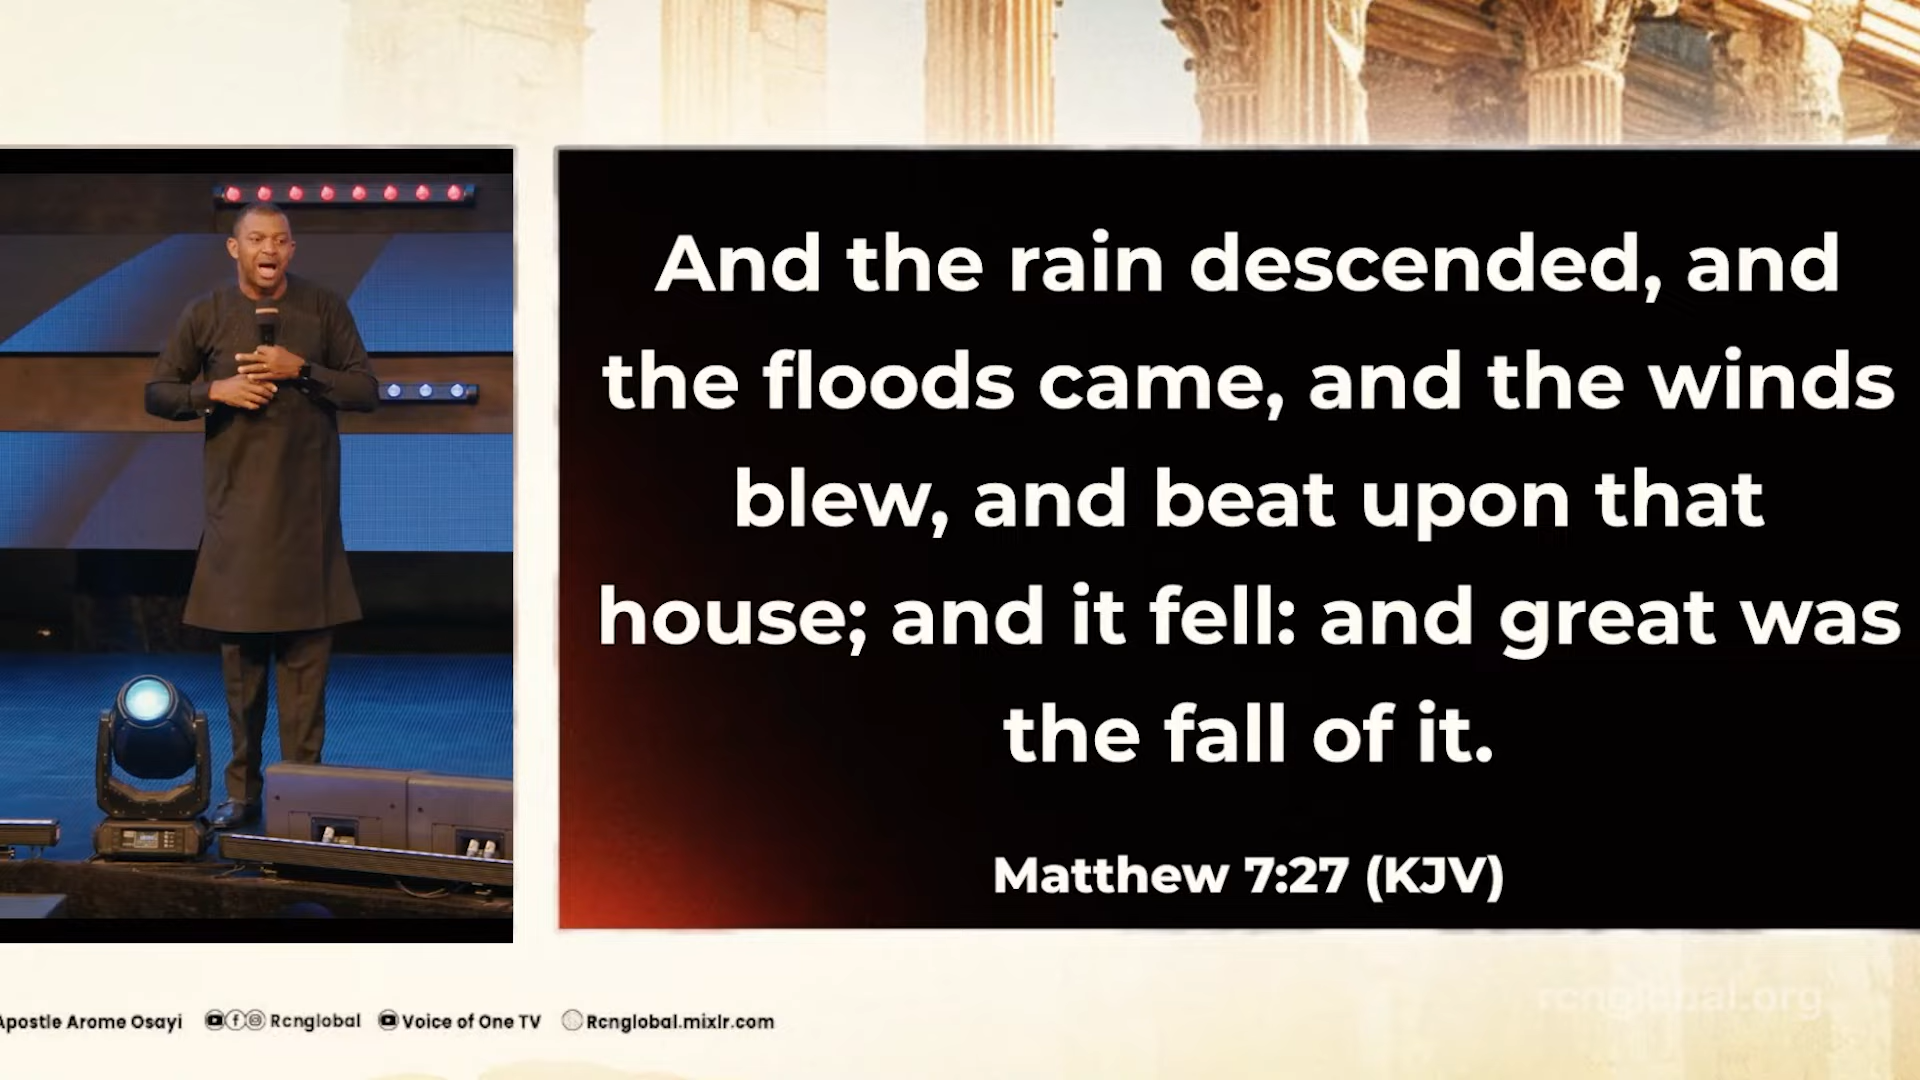 And the rain descended, and
the floods came, and the winds
blew, and beat upon that
house; and it fell: and great was
the fall of it.
Matthew 7:27 (KJV)
rcnglobal.org
Apostle Arome Osayi Rcnglobal Voice of One TV Rcnglobal.mixlr.com